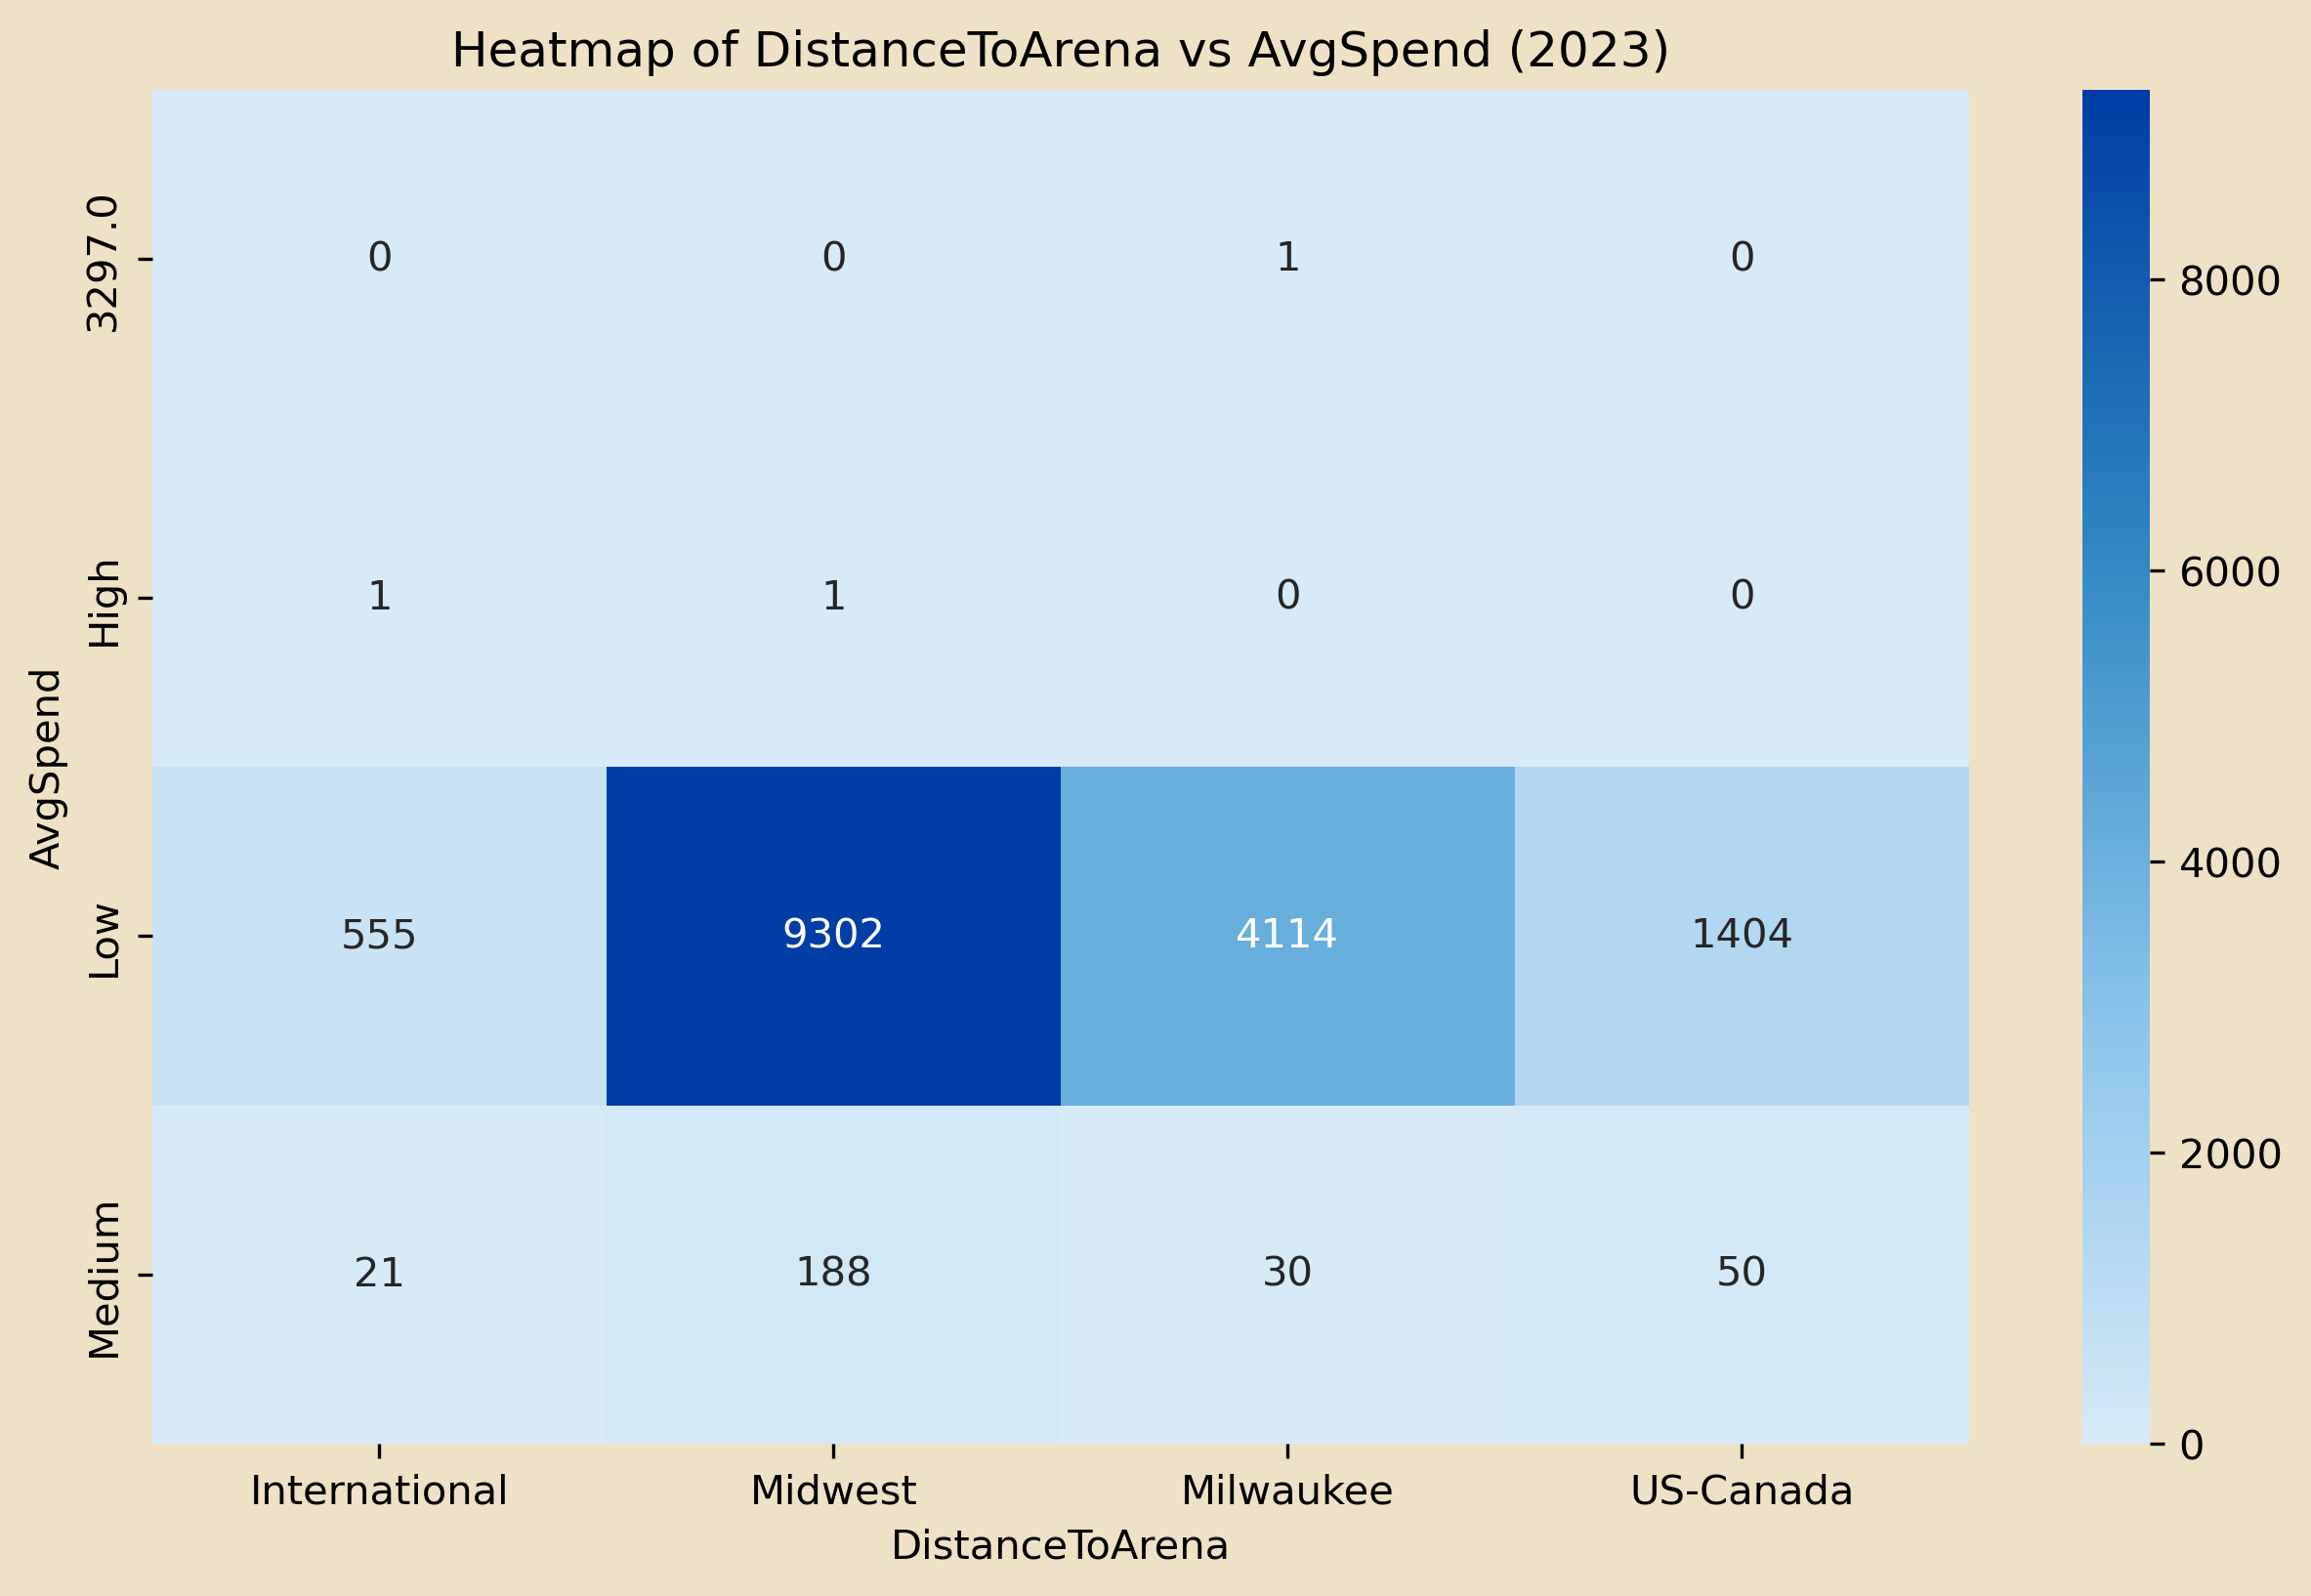 Heatmap of DistanceToArena vs AvgSpend (2023)
AvgSpend
3297.0
0 0 1 0
High
1 1 0 0
Low
555 9302 4114 1404
Medium
21 188 30 50
International Midwest Milwaukee US-Canada
DistanceToArena
8000
6000
4000
2000
0